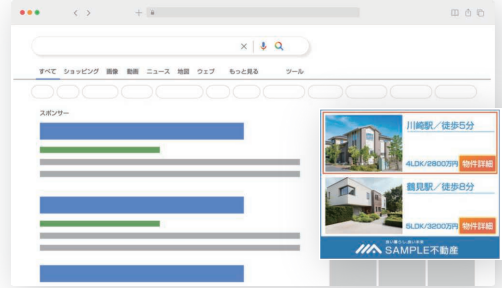 すべて ショッピング 画像 動画 ニュース 地図 ウェブ もっと見る ツール
スポンサー
川崎駅／徒歩5分
4LDK/2800万円 物件詳細
鶴見駅／徒歩8分
5LDK/3200万円 物件詳細
SAMPLE不動産